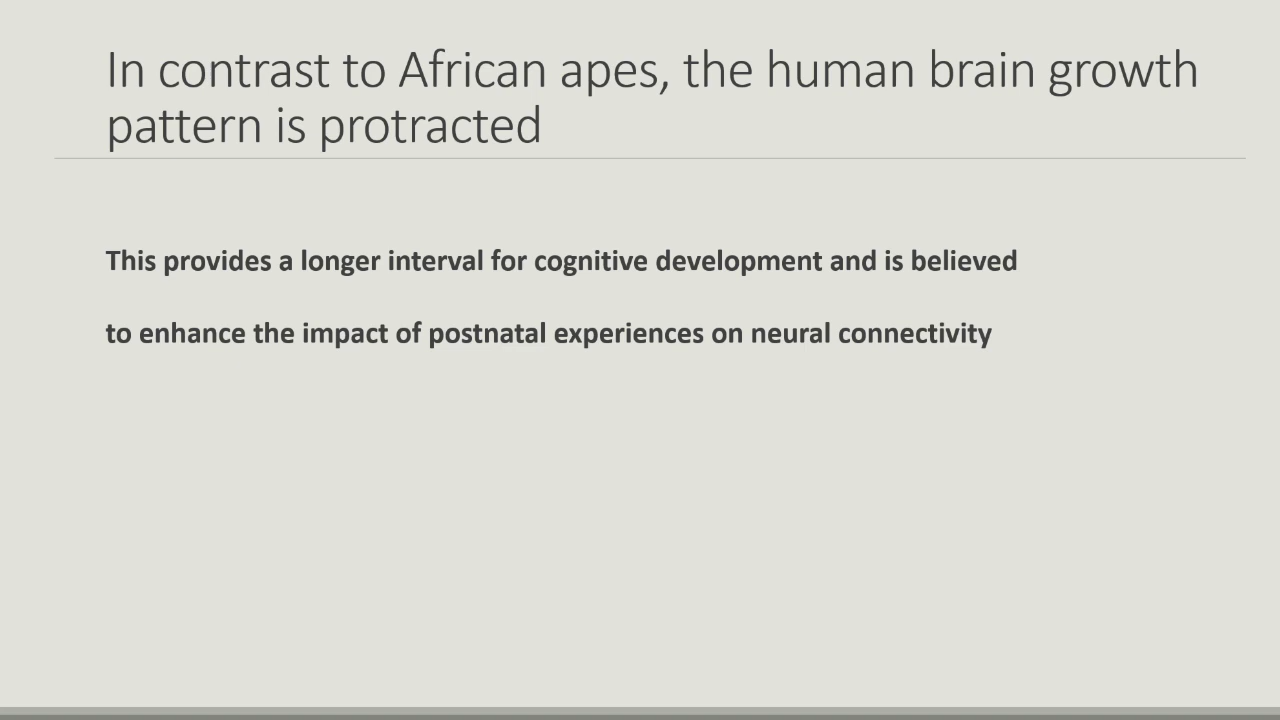 In contrast to African apes, the human brain growth
pattern is protracted
This provides a longer interval for cognitive development and is believed
to enhance the impact of postnatal experiences on neural connectivity